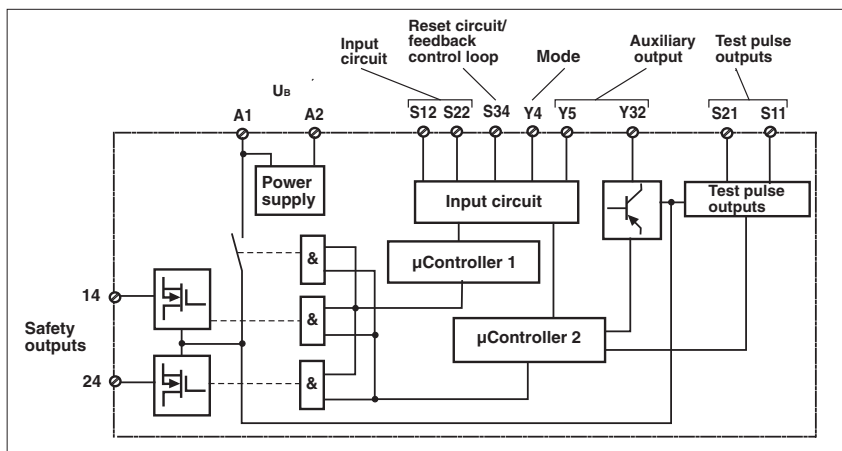 Reset circuit/
feedback
control loop
Input
circuit
Mode
Auxiliary
output
Test pulse
outputs
UB
A1
A2
S12
S22
S34
Y4
Y5
Y32
S21
S11
Power
supply
Input circuit
Test pulse
outputs
&
µController 1
14
&
Safety
outputs
µController 2
24
&